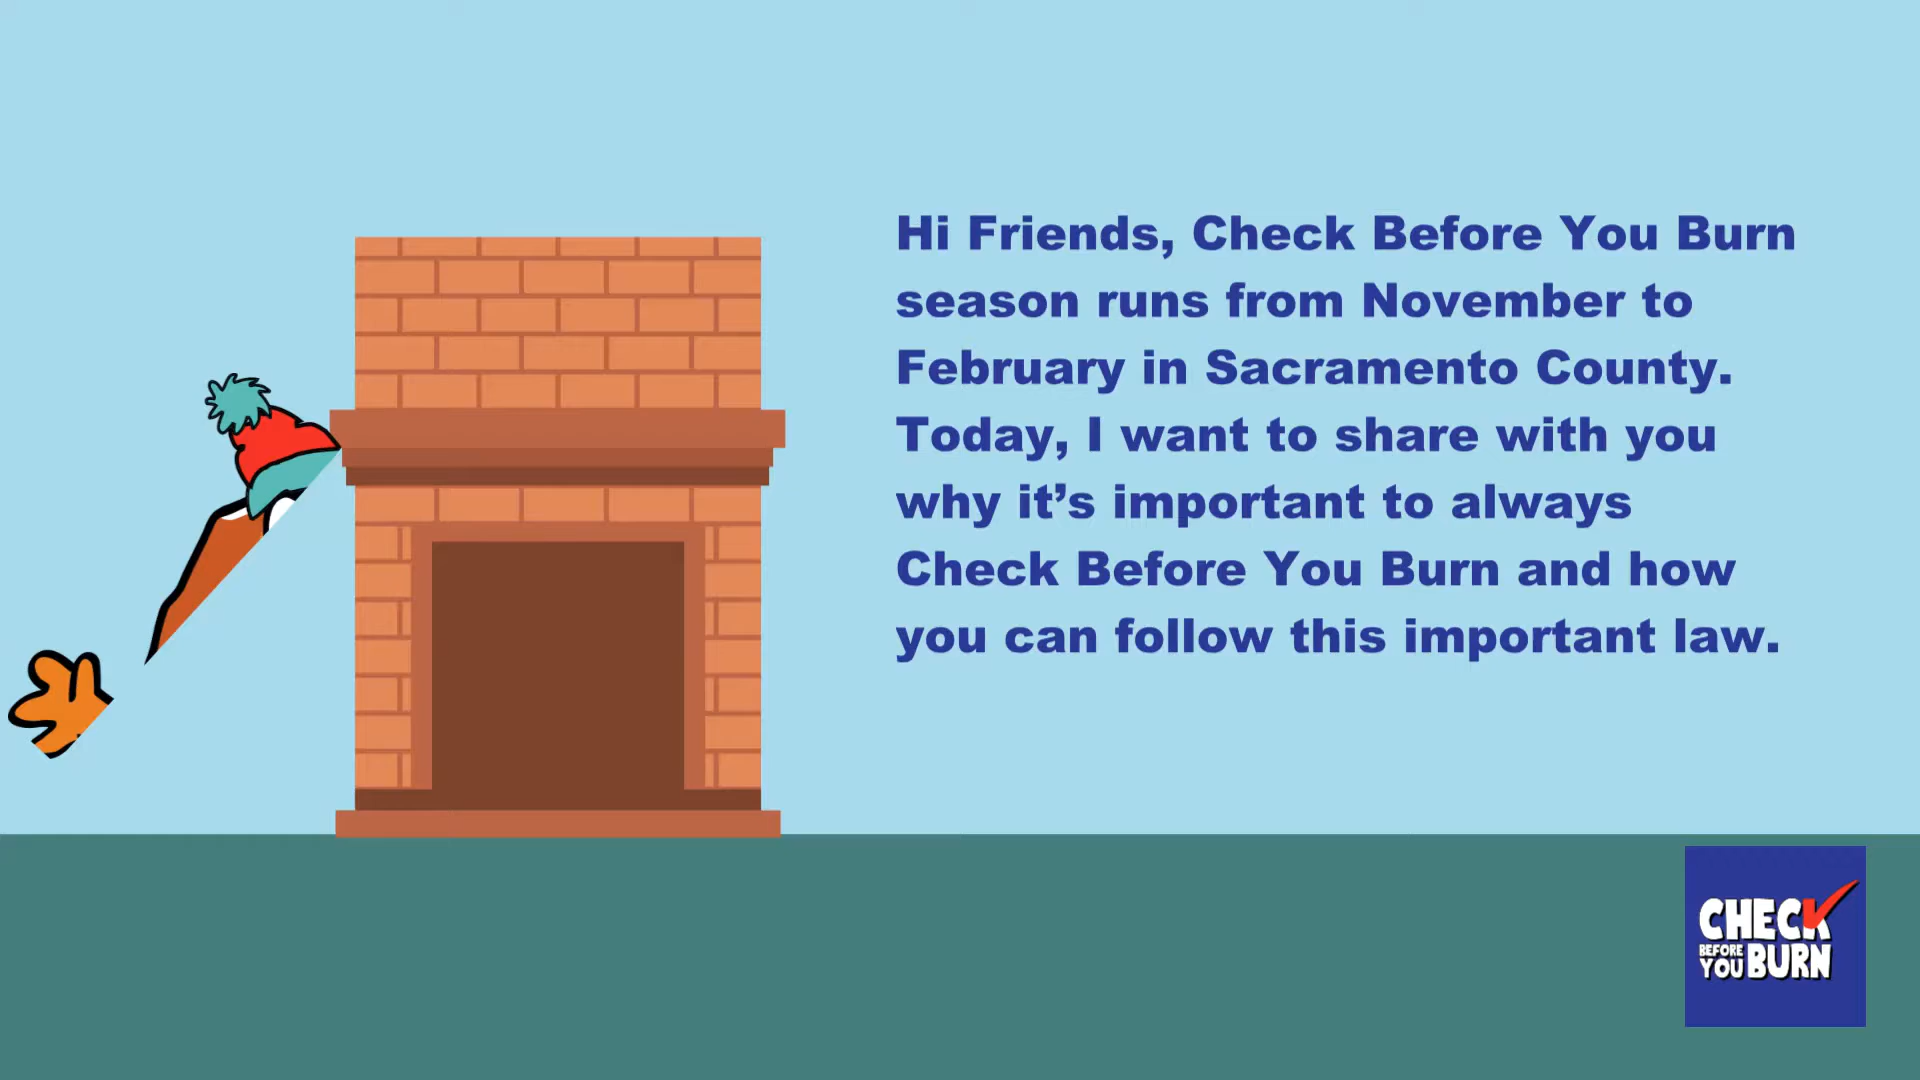 Hi Friends, Check Before You Burn
season runs from November to
February in Sacramento County.
Today, I want to share with you
why it’s important to always
Check Before You Burn and how
you can follow this important law.
CHECK
BEFORE
YOU BURN